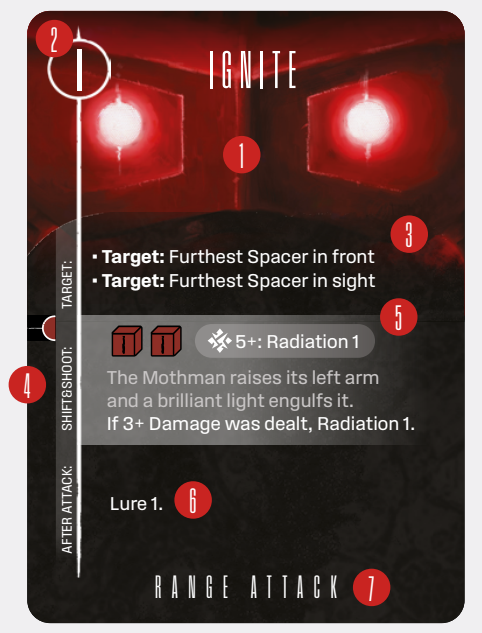 2
I
IGNITE
1
3
TARGET:
• Target: Furthest Spacer in front
• Target: Furthest Spacer in sight
5
I I 5+: Radiation 1
4
SHIFT&SHOOT:
The Mothman raises its left arm
and a brilliant light engulfs it.
If 3+ Damage was dealt, Radiation 1.
AFTER ATTACK:
Lure 1. 6
RANGE ATTACK 7